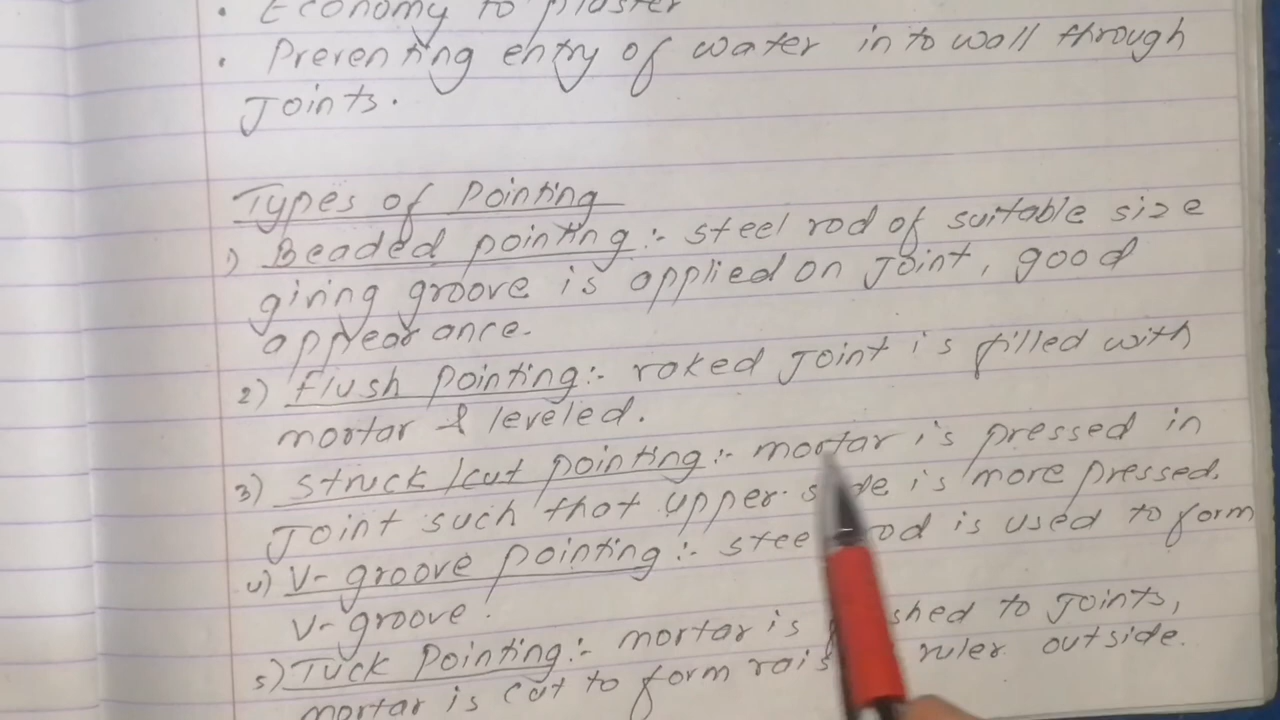 • Economy to plaster
• Preventing entry of water in to wall through
Joints.
Types of Pointing
1) Beaded pointing :- steel rod of suitable size
giving groove is applied on Joint, good
appearance.
2) flush pointing :- raked Joint is filled with
mortar & leveled.
3) Struck /cut pointing :- mortar is pressed in
Joint such that upper side is more pressed.
4) V- groove pointing :- steel rod is used to form
V- groove.
5) Tuck Pointing :- mortar is to Joints,
mortar is cut to form ruler outside.